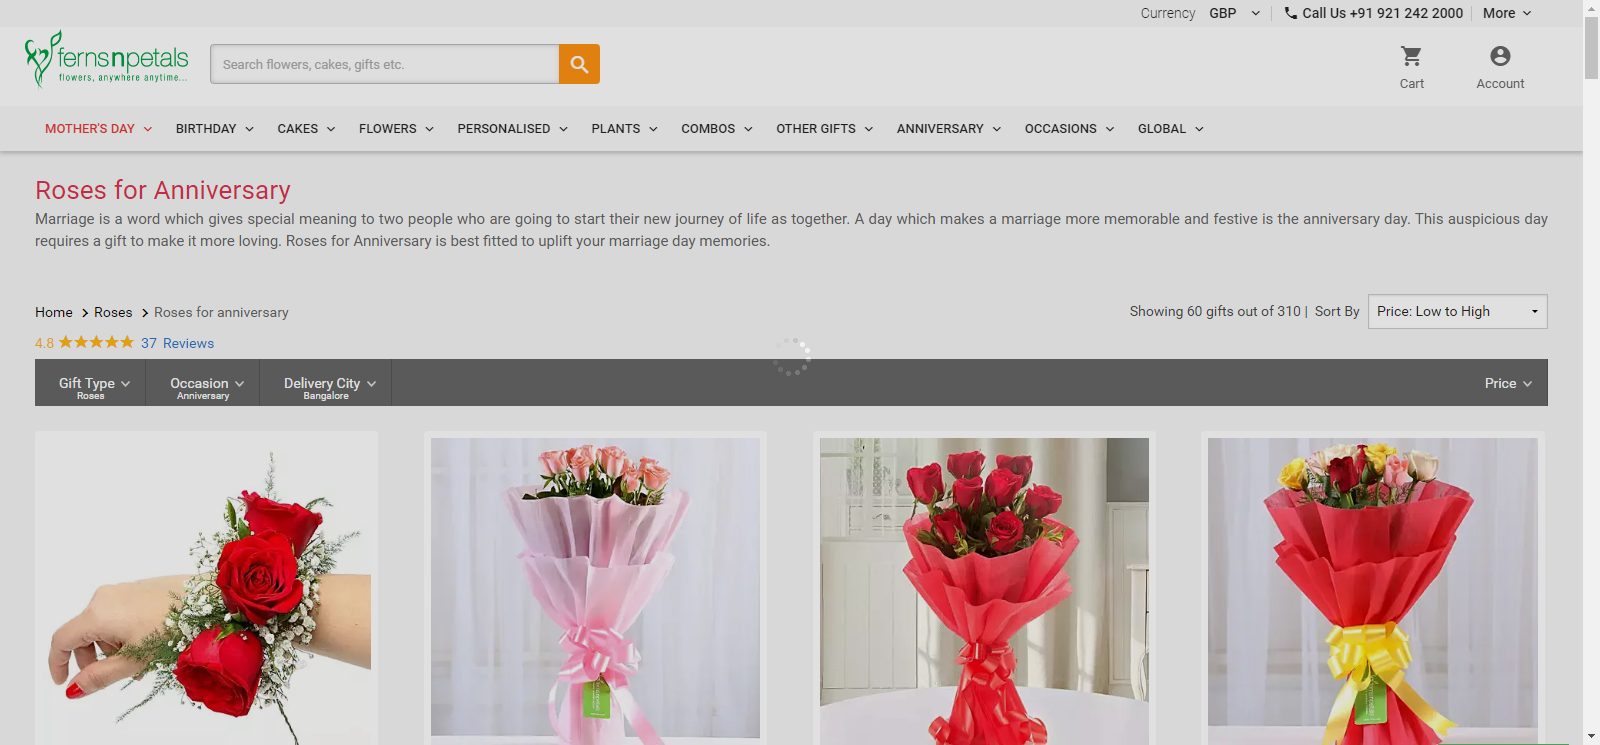 Currency GBP Call Us +91 921 242 2000 More
fernsnpetals
flowers, anywhere anytime...
Search flowers, cakes, gifts etc.
Cart
Account
MOTHER'S DAY BIRTHDAY CAKES FLOWERS PERSONALISED PLANTS COMBOS OTHER GIFTS ANNIVERSARY OCCASIONS GLOBAL
Roses for Anniversary
Marriage is a word which gives special meaning to two people who are going to start their new journey of life as together. A day which makes a marriage more memorable and festive is the anniversary day. This auspicious day
requires a gift to make it more loving. Roses for Anniversary is best fitted to uplift your marriage day memories.
Home Roses Roses for anniversary
Showing 60 gifts out of 310 | Sort By Price: Low to High
4.8 37 Reviews
Gift Type Occasion Delivery City Price
Roses Anniversary Bangalore